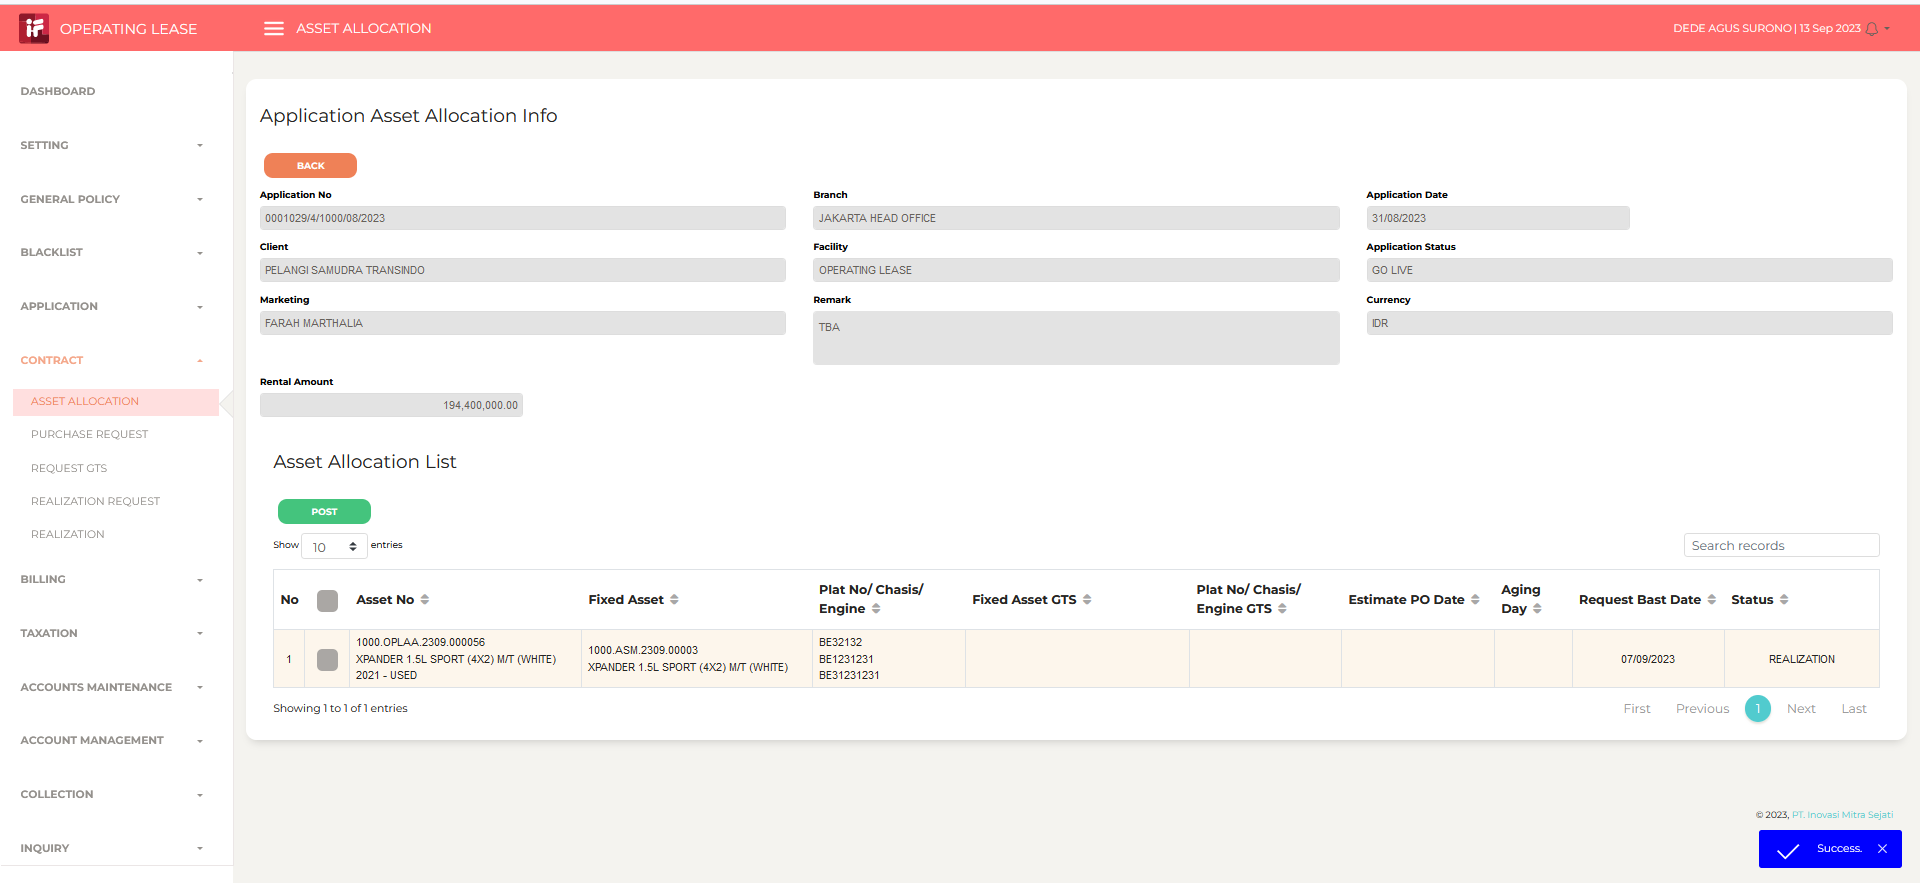 iF OPERATING LEASE
ASSET ALLOCATION
DEDE AGUS SURONO | 13 Sep 2023
DASHBOARD
SETTING
GENERAL POLICY
BLACKLIST
APPLICATION
CONTRACT
ASSET ALLOCATION
PURCHASE REQUEST
REQUEST GTS
REALIZATION REQUEST
REALIZATION
BILLING
TAXATION
ACCOUNTS MAINTENANCE
ACCOUNT MANAGEMENT
COLLECTION
INQUIRY
Application Asset Allocation Info
BACK
Application No
0001029/4/1000/08/2023
Branch
JAKARTA HEAD OFFICE
Application Date
31/08/2023
Client
PELANGI SAMUDRA TRANSINDO
Facility
OPERATING LEASE
Application Status
GO LIVE
Marketing
FARAH MARTHALIA
Remark
TBA
Currency
IDR
Rental Amount
194,400,000.00
Asset Allocation List
POST
Show 10 entries
Search records
No
Asset No
Fixed Asset
Plat No/ Chasis/
Engine
Fixed Asset GTS
Plat No/ Chasis/
Engine GTS
Estimate PO Date
Aging
Day
Request Bast Date
Status
1
1000.OPLAA.2309.000056
XPANDER 1.5L SPORT (4X2) M/T (WHITE)
2021 - USED
1000.ASM.2309.00003
XPANDER 1.5L SPORT (4X2) M/T (WHITE)
BE32132
BE1231231
BE31231231
07/09/2023
REALIZATION
Showing 1 to 1 of 1 entries
First Previous 1 Next Last
© 2023, PT. Inovasi Mitra Sejati
Success.